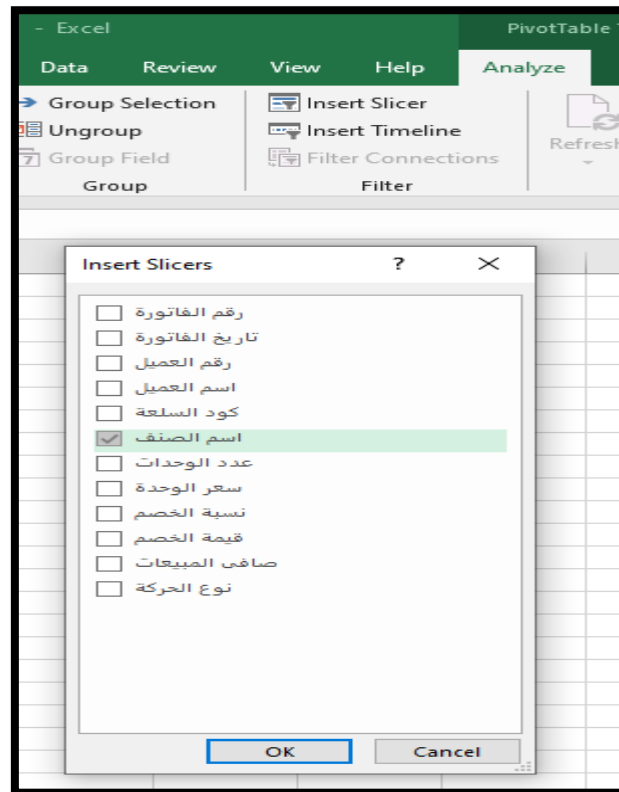 - Excel
PivotTable T
Data Review View Help Analyze
Group Selection
Ungroup
7 Group Field
Group
Insert Slicer
Insert Timeline
Filter Connections
Filter
Refresh
Insert Slicers ?
رقم الفاتورة
تاريخ الفاتورة
رقم العميل
اسم العميل
كود السلعة
اسم الصنف
عدد الوحدات
سعر الوحدة
نسبة الخصم
قيمة الخصم
صافى المبيعات
نوع الحركة
OK Cancel